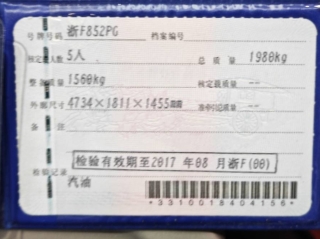 号牌号码 浙F852PG 档案编号
核定载人数 5人 总质量 1980kg
整备质量 1560kg 核定载质量 --
外廓尺寸 4734×1811×1455mm 准牵引总质量 --
备注
检验有效期至2017 年08 月浙F(00)
检验记录
汽油
*3310018404156*